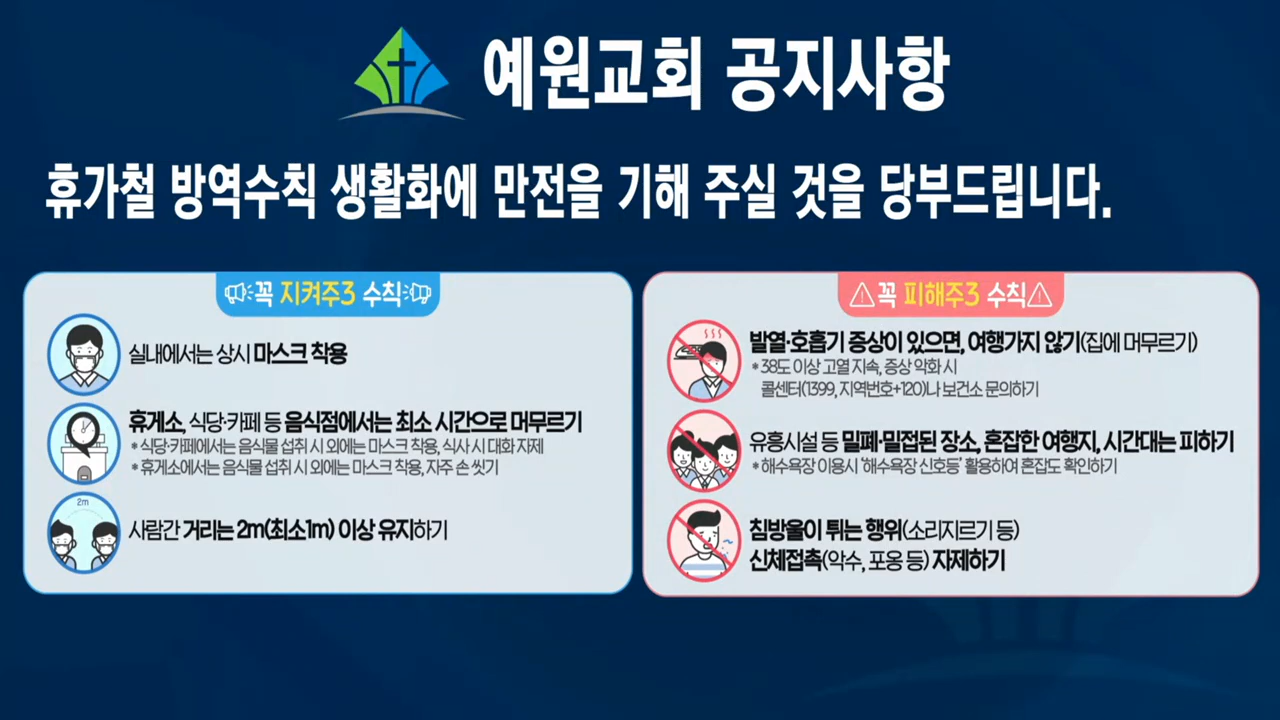 예원교회 공지사항
휴가철 방역수칙 생활화에 만전을 기해 주실 것을 당부드립니다.
꼭 지켜주3 수칙
실내에서는 상시 마스크 착용
휴게소, 식당·카페 등 음식점에서는 최소 시간으로 머무르기
* 식당·카페에서는 음식물 섭취 시 외에는 마스크 착용, 식사 시 대화 자제
* 휴게소에서는 음식물 섭취 시 외에는 마스크 착용, 자주 손 씻기
2m
사람간 거리는 2m(최소1m) 이상 유지하기
꼭 피해주3 수칙
발열·호흡기 증상이 있으면, 여행가지 않기(집에 머무르기)
* 38도 이상 고열 지속, 증상 악화 시
콜센터(1399, 지역번호+120)나 보건소 문의하기
유흥시설 등 밀폐·밀접된 장소, 혼잡한 여행지, 시간대는 피하기
* 해수욕장 이용시 '해수욕장 신호등' 활용하여 혼잡도 확인하기
침방울이 튀는 행위(소리지르기 등)
신체접촉(악수, 포옹 등) 자제하기